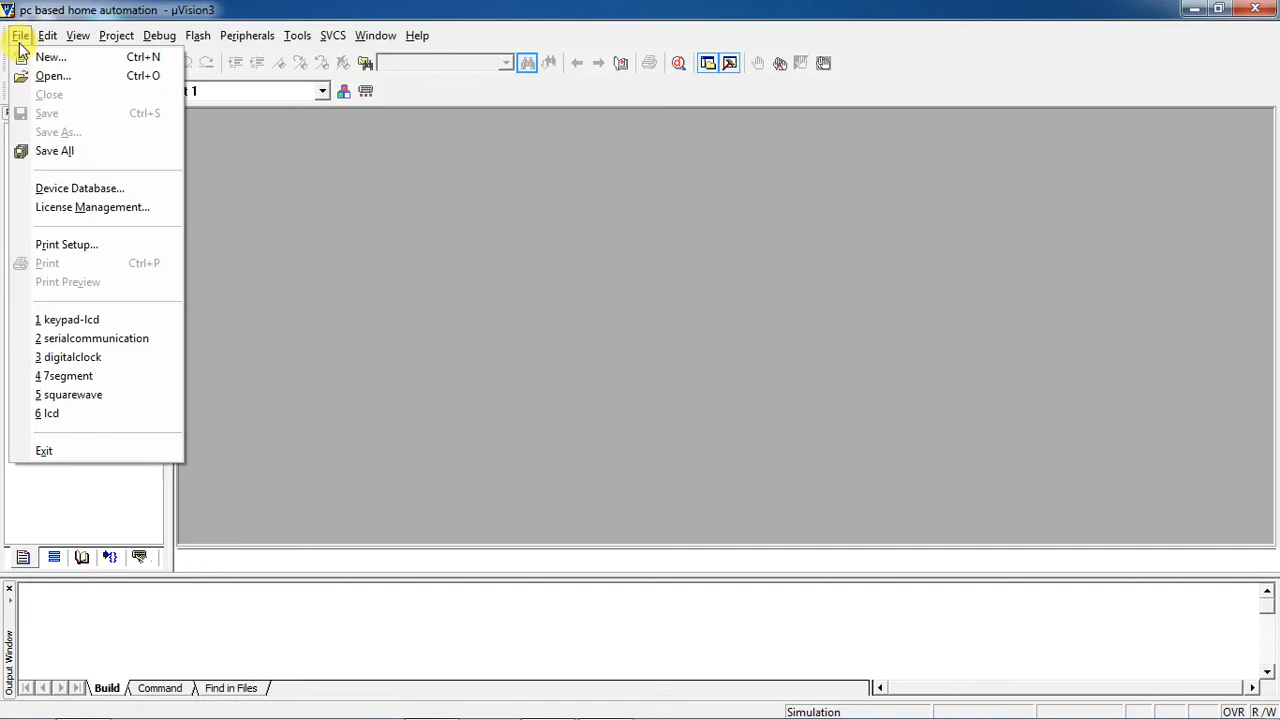 pc based home automation - µVision3
File Edit View Project Debug Flash Peripherals Tools SVCS Window Help
New... Ctrl+N
Open... Ctrl+O
Close
t 1
Save Ctrl+S
Save As...
Save All
Device Database...
License Management...
Print Setup...
Print Ctrl+P
Print Preview
1 keypad-lcd
2 serialcommunication
3 digitalclock
4 7segment
5 squarewave
6 lcd
Exit
Output Window
Build Command Find in Files
Simulation OVR R/W